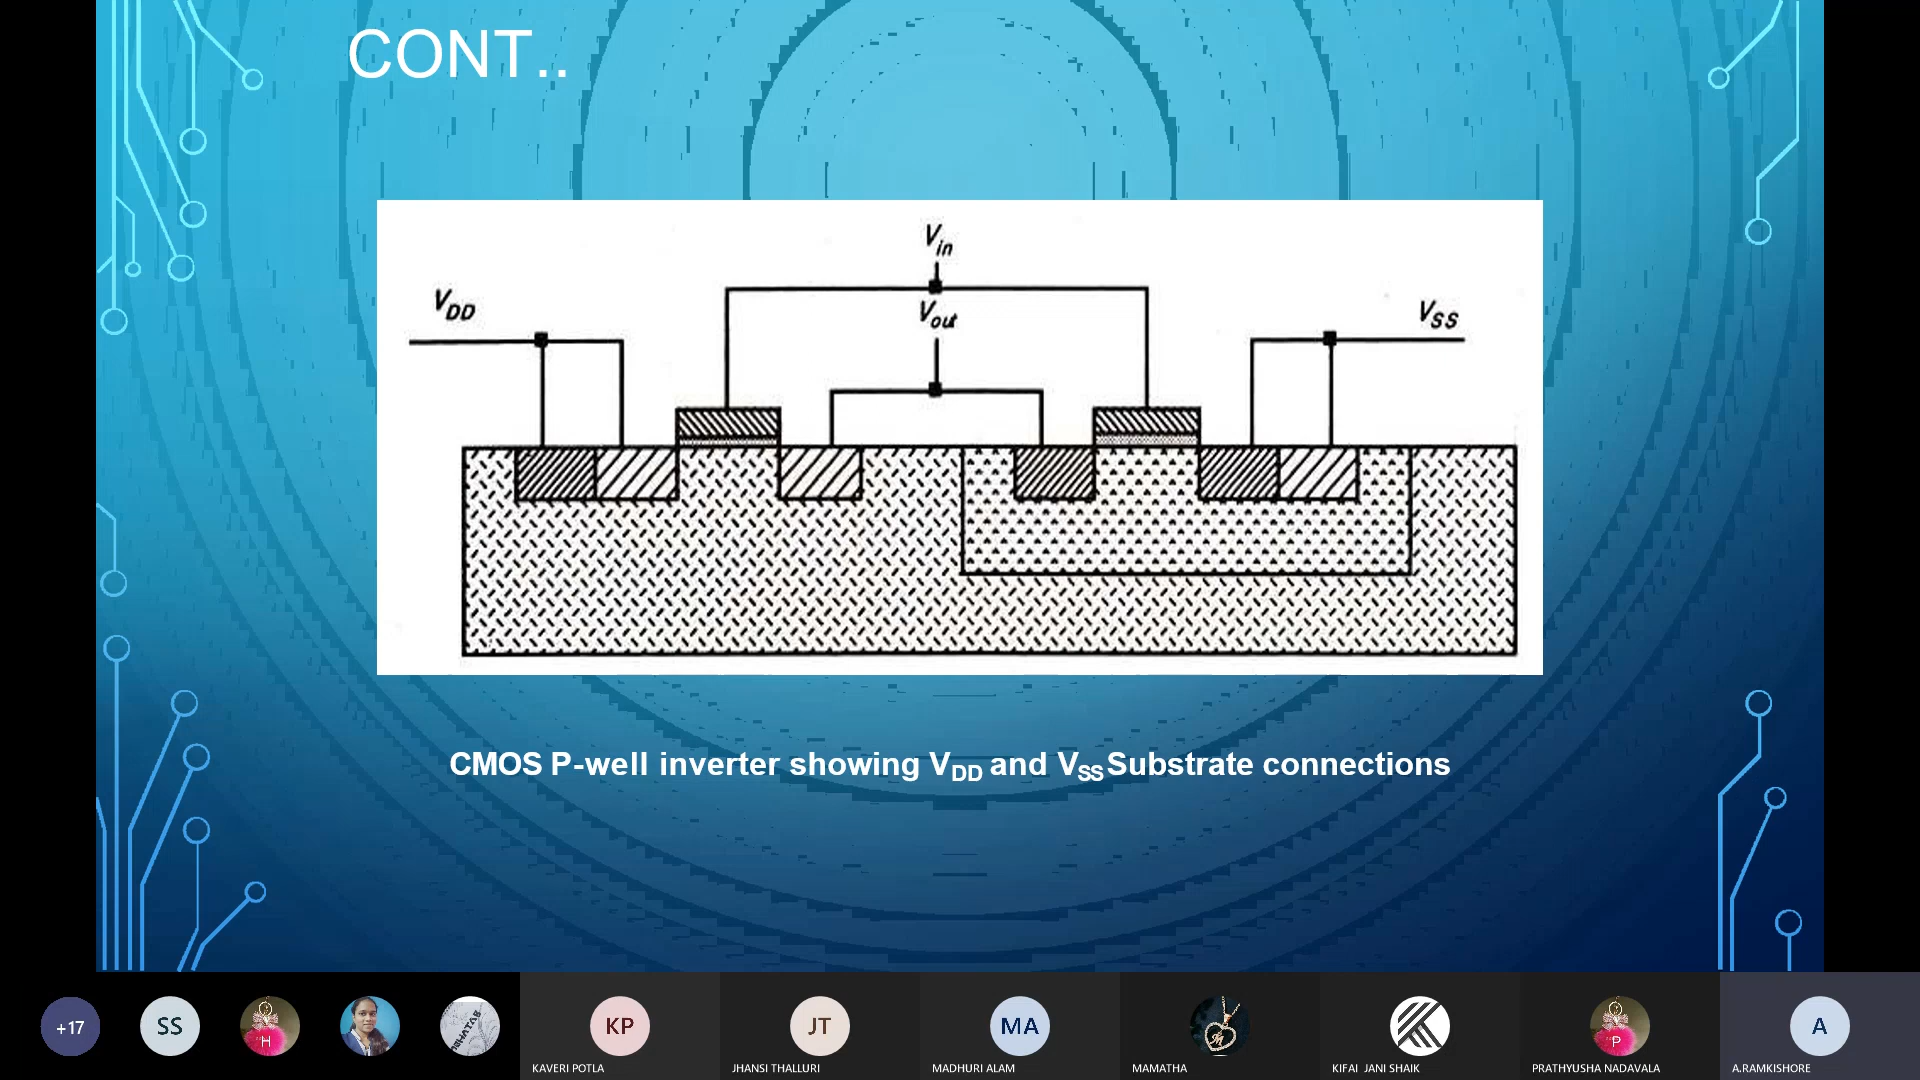 CONT..
Vin
Vout
VDD
VSS
CMOS P-well inverter showing VDD and VSS Substrate connections
+17
SS
H
KP
JT
MA
M
P
A
KAVERI POTLA
JHANSI THALLURI
MADHURI ALAM
MAMATHA
KIFAI JANI SHAIK
PRATHYUSHA NADAVALA
A.RAMKISHORE